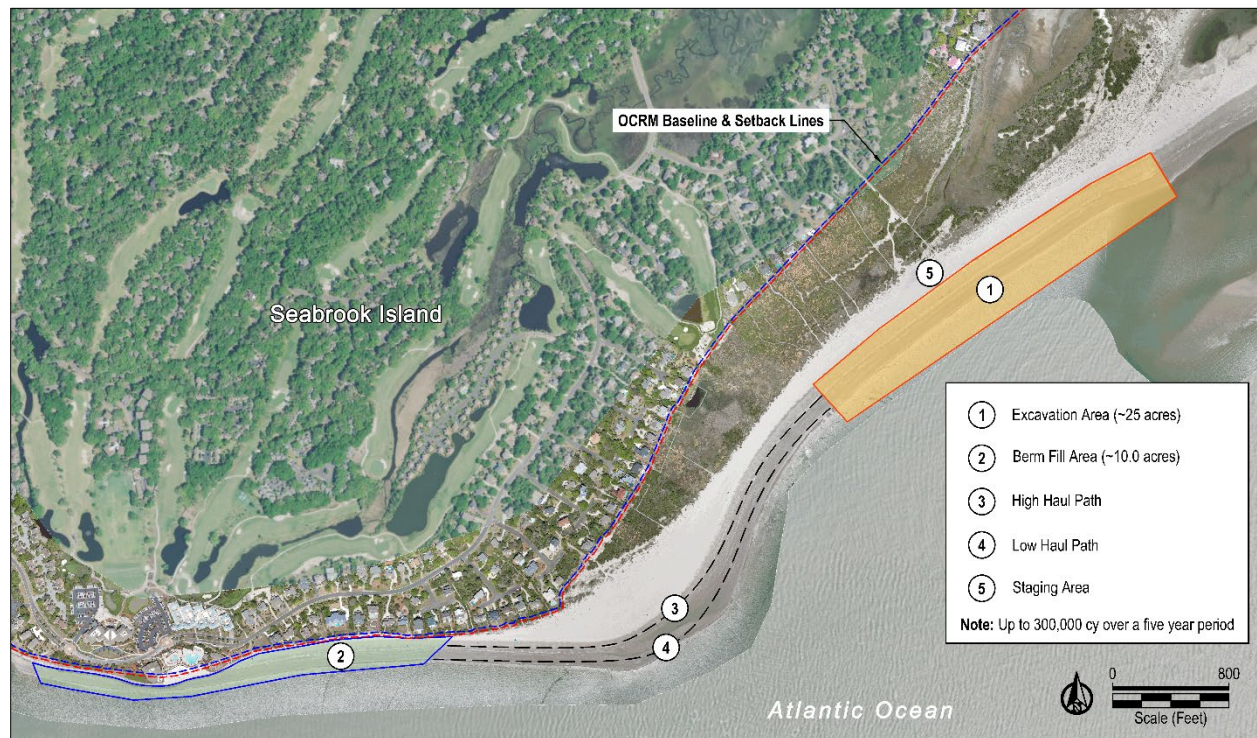 OCRM Baseline & Setback Lines
Seabrook Island
5
1
3
4
2
1 Excavation Area (~25 acres)
2 Berm Fill Area (~10.0 acres)
3 High Haul Path
4 Low Haul Path
5 Staging Area
Note: Up to 300,000 cy over a five year period
Atlantic Ocean
N
0 800
Scale (Feet)